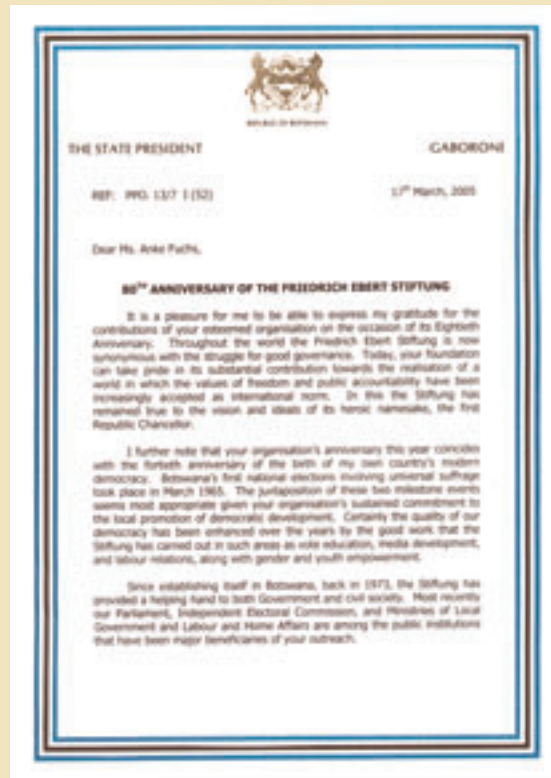 REPUBLIC OF BOTSWANA
THE STATE PRESIDENT GABORONE
REF: PPO. 13/7 I (52) 17th March, 2005
Dear Ms. Anke Fuchs,
80TH ANNIVERSARY OF THE FRIEDRICH EBERT STIFTUNG
It is a pleasure for me to be able to express my gratitude for the
contributions of your esteemed organisation on the occasion of its Eightieth
Anniversary. Throughout the world the Friedrich Ebert Stiftung is now
synonymous with the struggle for good governance. Today, your foundation
can take pride in its substantial contribution towards the realisation of a
world in which the values of freedom and public accountability have been
increasingly accepted as international norm. In this the Stiftung has
remained true to the vision and ideals of its heroic namesake, the first
Republic Chancellor.
I further note that your organisation's anniversary this year coincides
with the fortieth anniversary of the birth of my own country's modern
democracy. Botswana's first national elections involving universal suffrage
took place in March 1965. The juxtaposition of these two milestone events
seems most appropriate given your organisation's sustained commitment to
the local promotion of democratic development. Certainly the quality of our
democracy has been enhanced over the years by the good work that the
Stiftung has carried out in such areas as vote education, media development,
and labour relations, along with gender and youth empowerment.
Since establishing itself in Botswana, back in 1973, the Stiftung has
provided a helping hand to both Government and civil society. Most recently
our Parliament, Independent Electoral Commission, and Ministries of Local
Government and Labour and Home Affairs are among the public institutions
that have been major beneficiaries of your outreach.